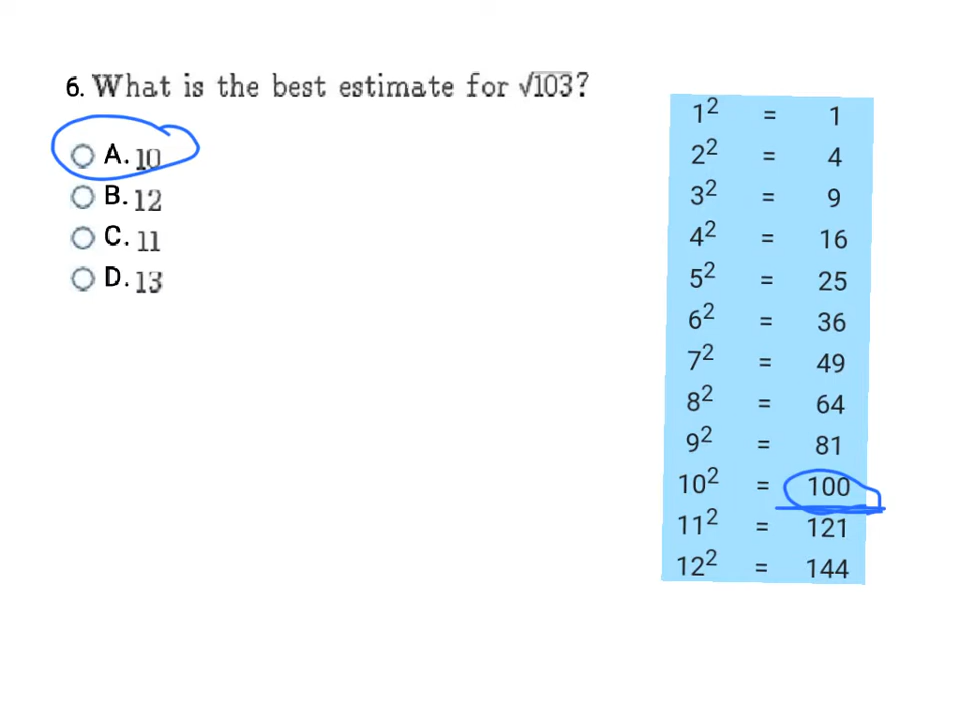 6. What is the best estimate for √103?
A. 10
B. 12
C. 11
D. 13
1² = 1
2² = 4
3² = 9
4² = 16
5² = 25
6² = 36
7² = 49
8² = 64
9² = 81
10² = 100
11² = 121
12² = 144